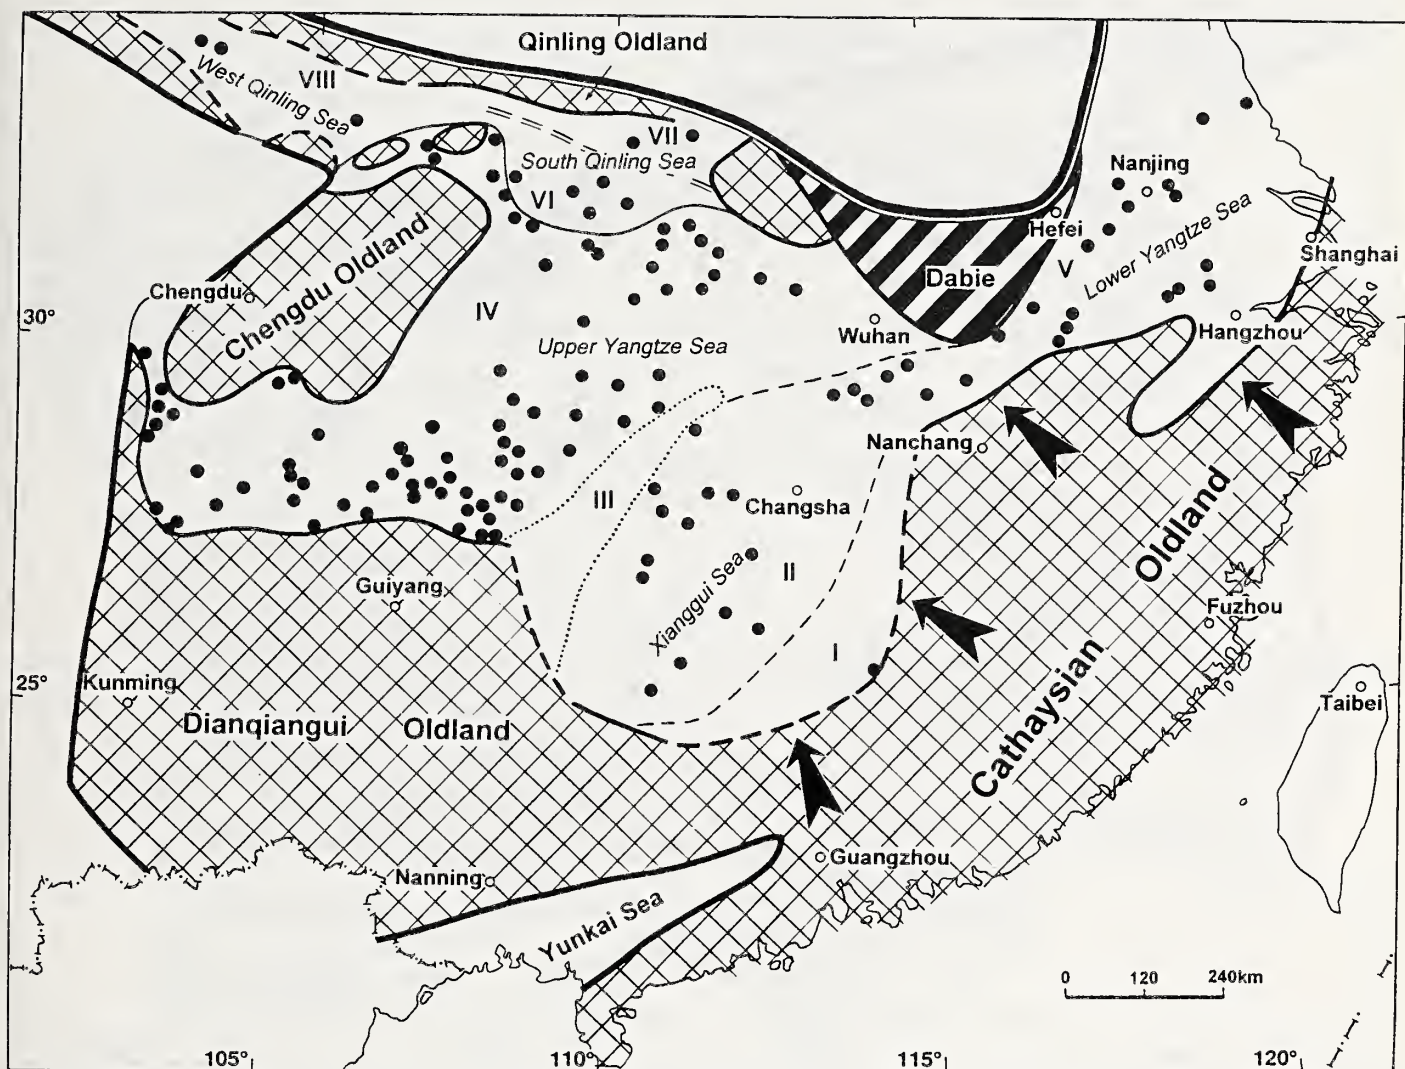 Qinling Oldland
VIII
West Qinling Sea
VII
South Qinling Sea
VI
Nanjing
Hefei
V
Lower Yangtze Sea
Shanghai
Chengdu
Chengdu Oldland
Dabie
IV
30°
Wuhan
Hangzhou
Upper Yangtze Sea
Nanchang
III
Changsha
Xianggui Sea
II
Guiyang
Fuzhou
I
25°
Kunming
Taibei
Dianqiangui Oldland
Cathaysian Oldland
Guangzhou
Nanning
Yunkai Sea
0 120 240km
105° 110° 115° 120°